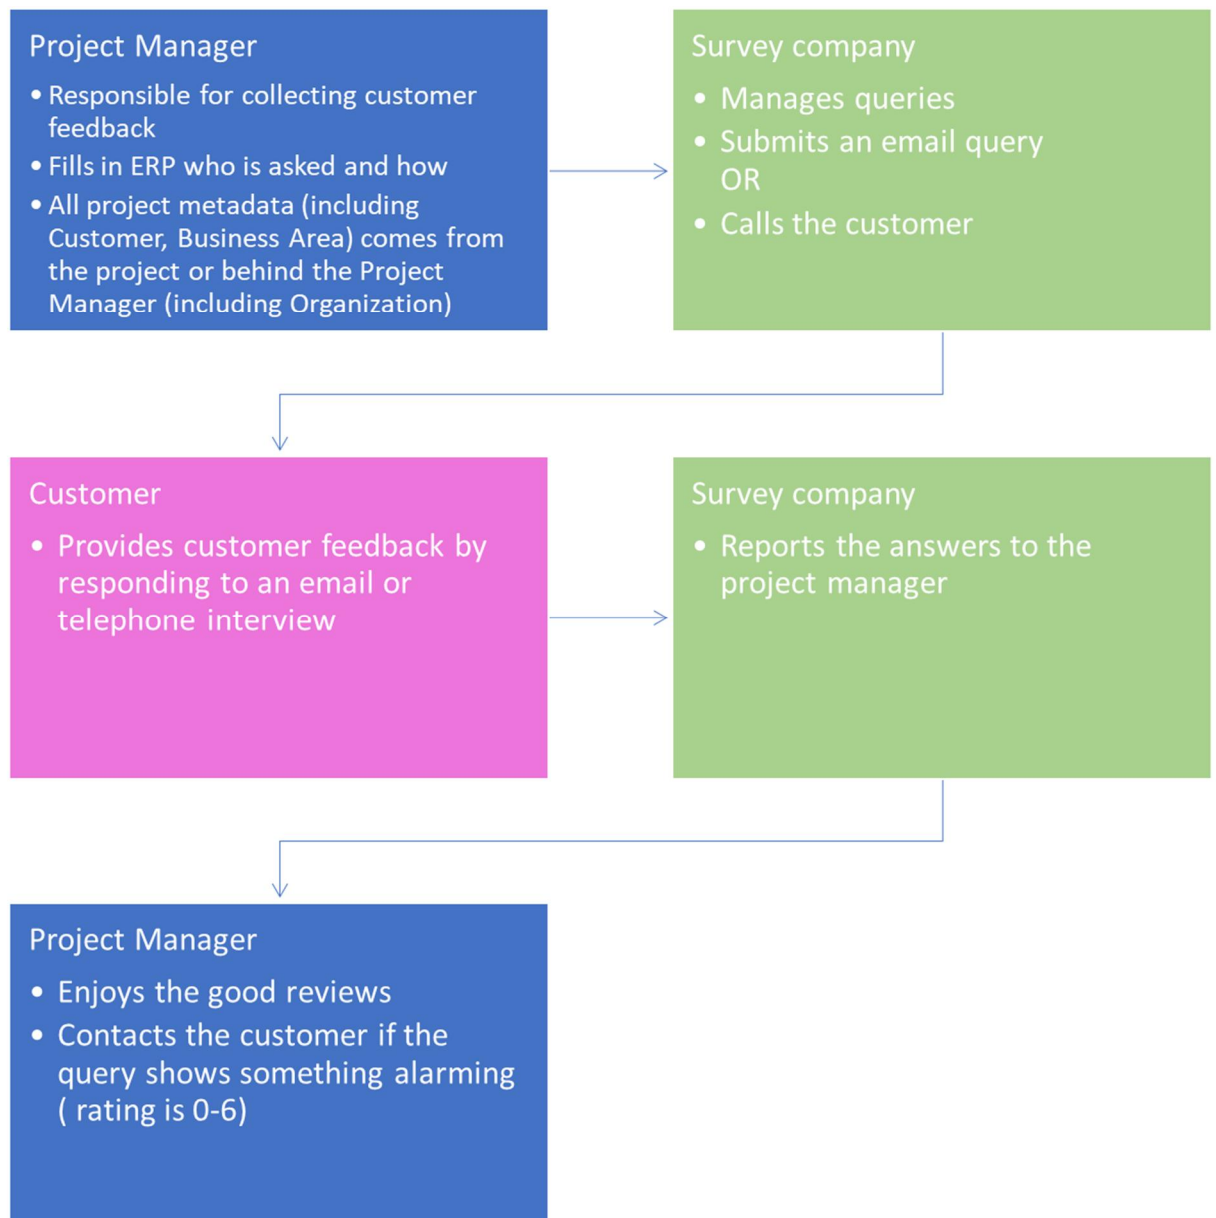 Project Manager
• Responsible for collecting customer
feedback
• Fills in ERP who is asked and how
• All project metadata (including
Customer, Business Area) comes from
the project or behind the Project
Manager (including Organization)
Survey company
• Manages queries
• Submits an email query
OR
• Calls the customer
Customer
• Provides customer feedback by
responding to an email or
telephone interview
Survey company
• Reports the answers to the
project manager
Project Manager
• Enjoys the good reviews
• Contacts the customer if the
query shows something alarming
( rating is 0-6)